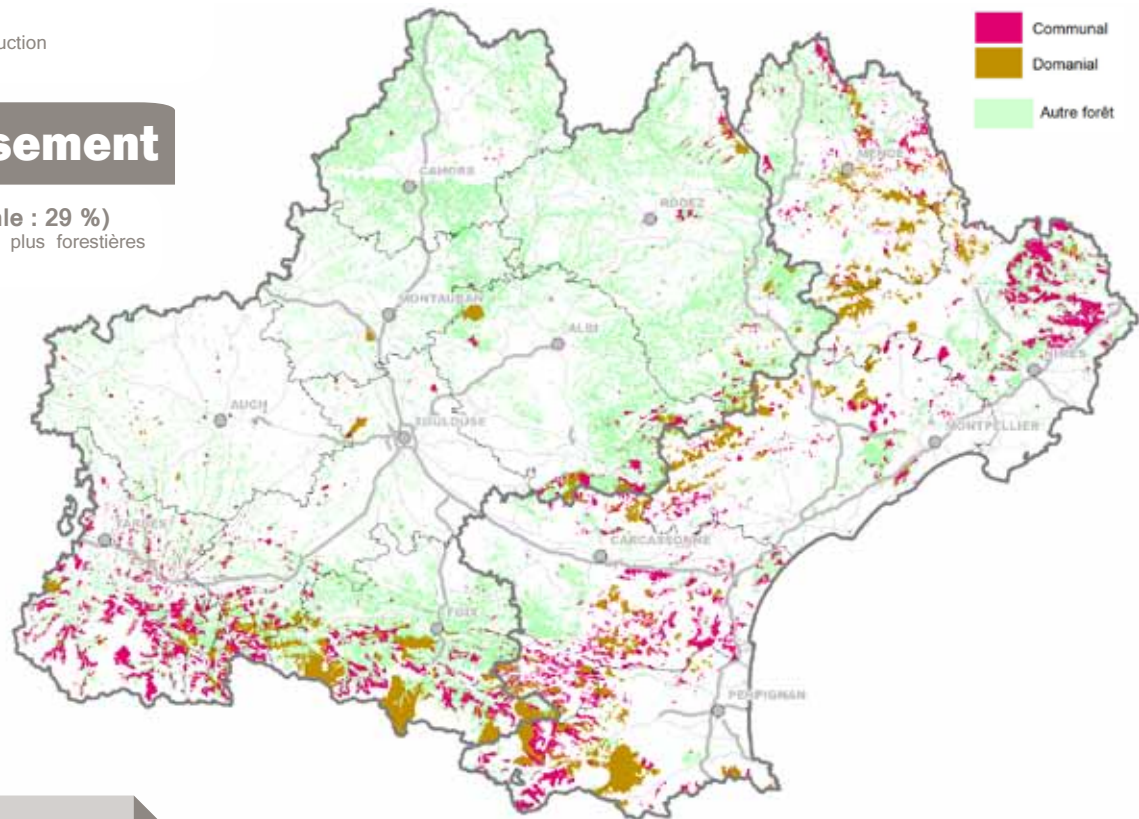 uction
sement
ale : 29 %)
plus forestières
Communal
Domanial
Autre forêt
MENDE
CAHORS
RODEZ
MONTAUBAN
ALBI
NIMES
AUCH
TOULOUSE
MONTPELLIER
TARBES
CARCASSONNE
FOIX
PERPIGNAN